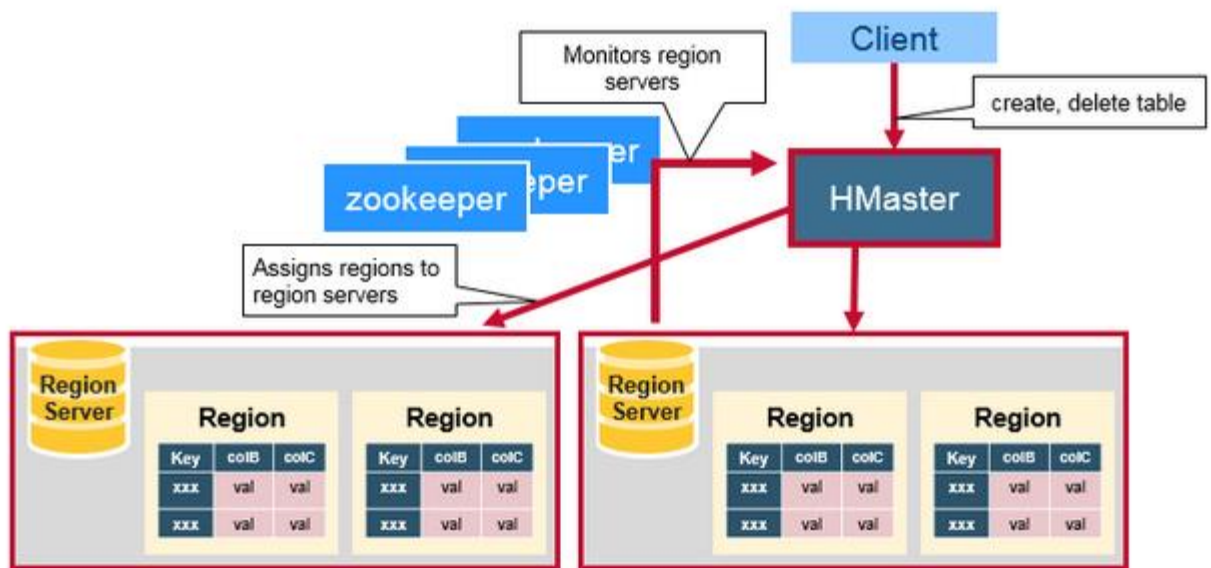 Client
Monitors region
servers
create, delete table
eper
zookeeper
HMaster
Assigns regions to
region servers
Region
Server
Region
Key colB colC
xxx val val
xxx val val
Region
Key colB colC
xxx val val
xxx val val
Region
Server
Region
Key colB colC
xxx val val
xxx val val
Region
Key colB colC
xxx val val
xxx val val